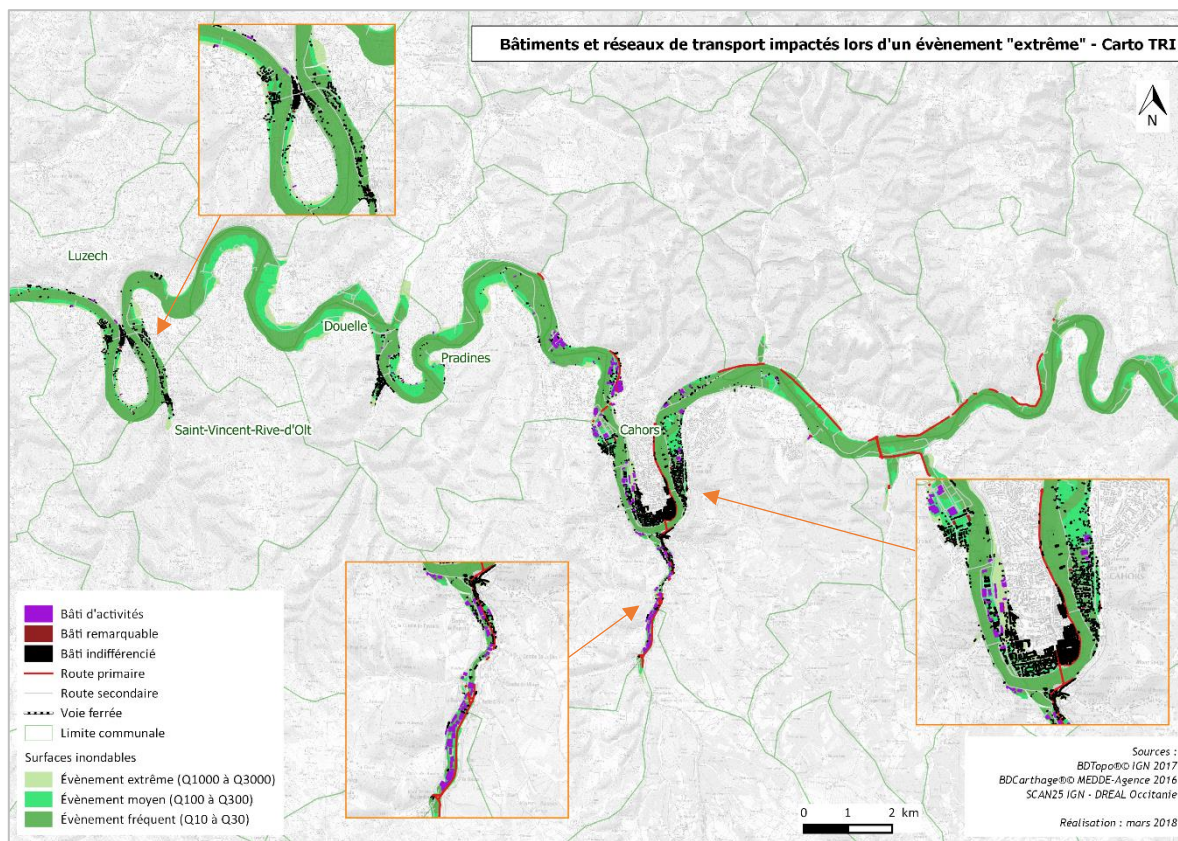 Bâtiments et réseaux de transport impactés lors d'un évènement "extrême" - Carto TRI
N
Luzech
Douelle
Pradines
Saint-Vincent-Rive-d'Olt
Cahors
CAHORS
Bâti d'activités
Bâti remarquable
Bâti indifférencié
Route primaire
Route secondaire
Voie ferrée
Limite communale
Surfaces inondables
Évènement extrême (Q1000 à Q3000)
Évènement moyen (Q100 à Q300)
Évènement fréquent (Q10 à Q30)
0 1 2 km
Sources :
BDTopo®© IGN 2017
BDCarthage®© MEDDE-Agence 2016
SCAN25 IGN - DREAL Occitanie
Réalisation : mars 2018